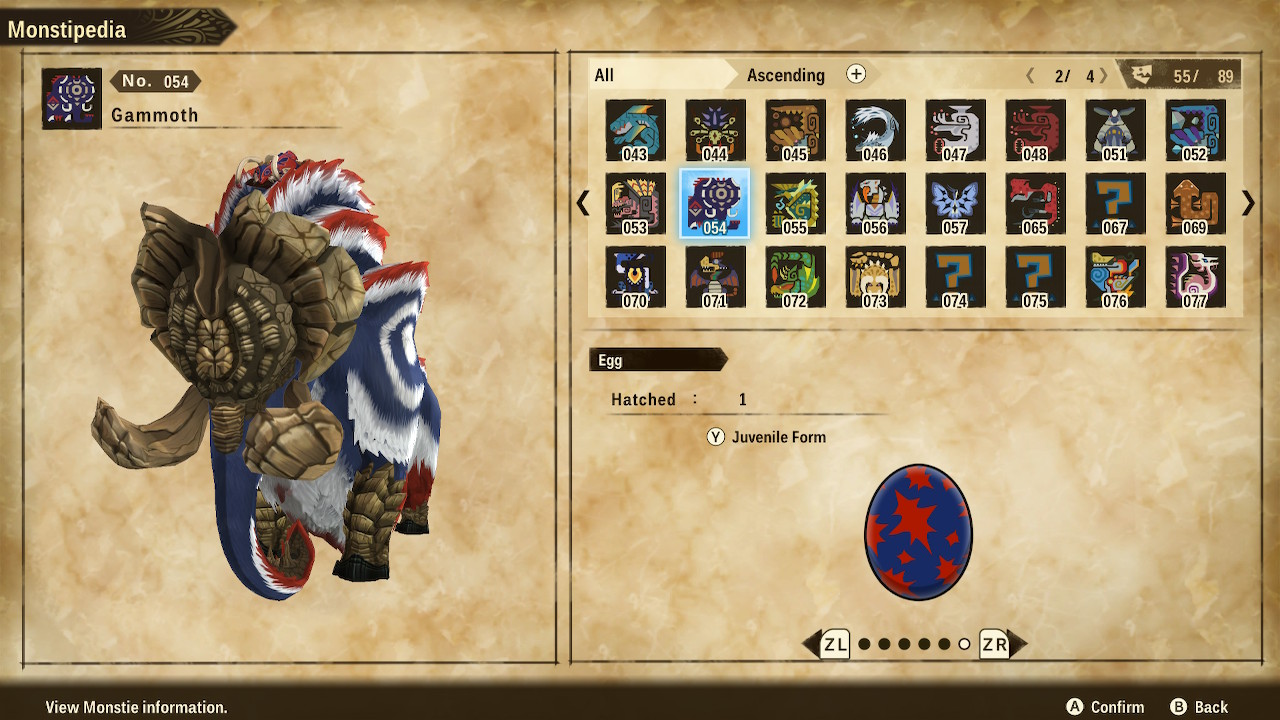 Monstipedia
No. 054
Gammoth
All
Ascending
2/ 4
55/ 89
043 044 045 046 047 048 051 052
053 054 055 056 057 065 067 069
070 071 072 073 074 075 076 077
Egg
Hatched : 1
Y Juvenile Form
ZL ZR
View Monstie information.
A Confirm B Back